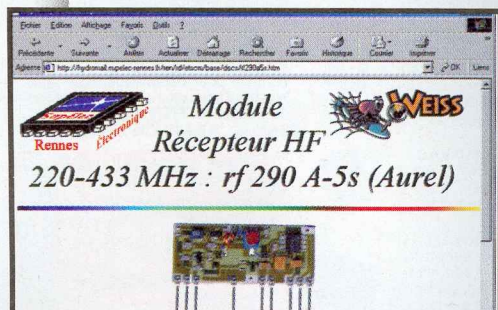 Fichier Edition Affichage Favoris Outils ?
Précédente Suivante Arrêter Actualiser Démarrage Rechercher Favoris Historique Courrier Imprimer
Adresse OK Liens
Supélec
Rennes Électronique
WEISS
Module
Récepteur HF
220-433 MHz : rf 290 A-5s (Aurel)